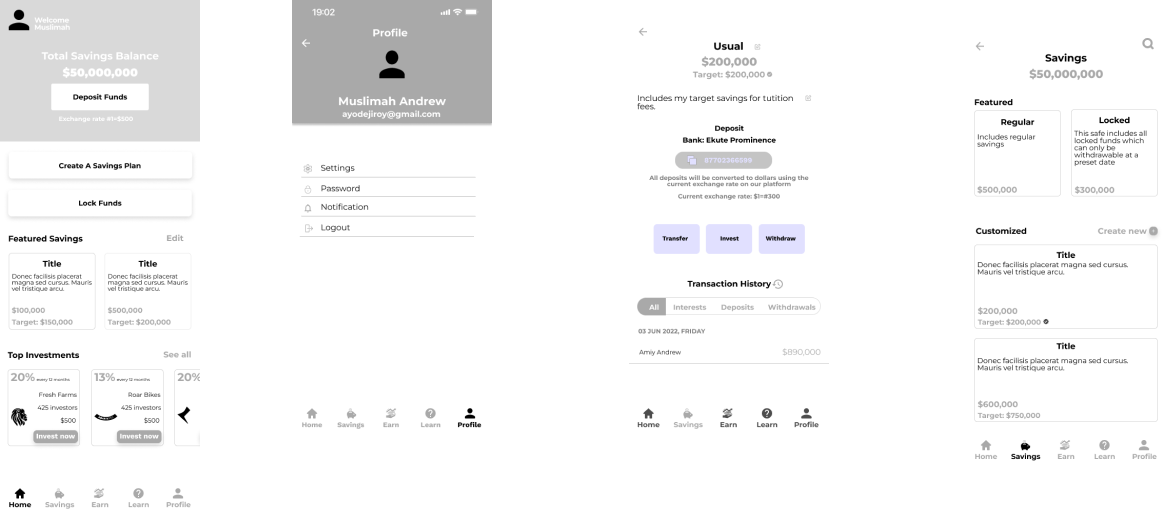 Welcome
Muslimah
Total Savings Balance
$50,000,000
Deposit Funds
Exchange rate #1=$200
Create A Savings Plan
Lock Funds
Featured Savings Edit
Title
Donec facilisis placerat
magna sed cursus. Mauris
vel tristique arcu.
$100,000
Target: $150,000
Title
Donec facilisis placerat
magna sed cursus. Mauris
vel tristique arcu.
$500,000
Target: $200,000
Top Investments See all
20% every 12 months
Fresh Farms
425 investors
$500
Invest now
13% every 12 months
Roar Bikes
425 investors
$500
Invest now
20%
Home Savings Earn Learn Profile
19:02
Profile
Muslimah Andrew
ayodejiroy@gmail.com
Settings
Password
Notification
Logout
Home Savings Earn Learn Profile
Usual
$200,000
Target: $200,000
Includes my target savings for tutition
fees.
Deposit
Bank: Ekute Prominence
All deposits will be converted to dollars using the
current exchange rate on our platform
Current exchange rate: $1=#300
Transfer Invest Withdraw
Transaction History
All Interests Deposits Withdrawals
03 JUN 2022, FRIDAY
Amiy Andrew $890,000
Home Savings Earn Learn Profile
Savings
$50,000,000
Featured
Regular
Includes regular
savings
$500,000
Locked
This safe includes all
locked funds which
can only be
withdrawable at a
preset date
$300,000
Customized Create new
Title
Donec facilisis placerat magna sed cursus.
Mauris vel tristique arcu.
$200,000
Target: $200,000
Title
Donec facilisis placerat magna sed cursus.
Mauris vel tristique arcu.
$600,000
Target: $750,000
Home Savings Earn Learn Profile